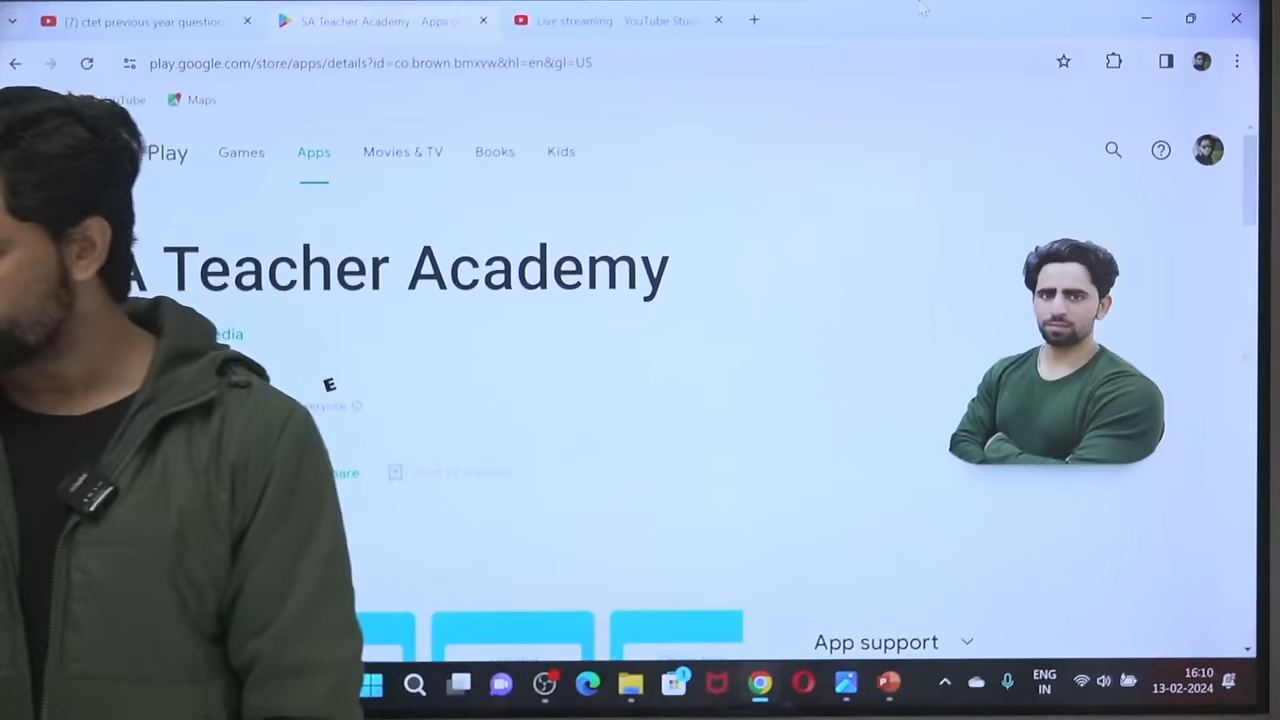 (7) ctet previous year question
SA Teacher Academy - Apps on
Live streaming - YouTube Studio
play.google.com/store/apps/details?id=co.brown.bmxvw&hl=en&gl=US
Maps
Play
Games
Apps
Movies & TV
Books
Kids
A Teacher Academy
edia
E
App support
ENG
IN
16:10
13-02-2024